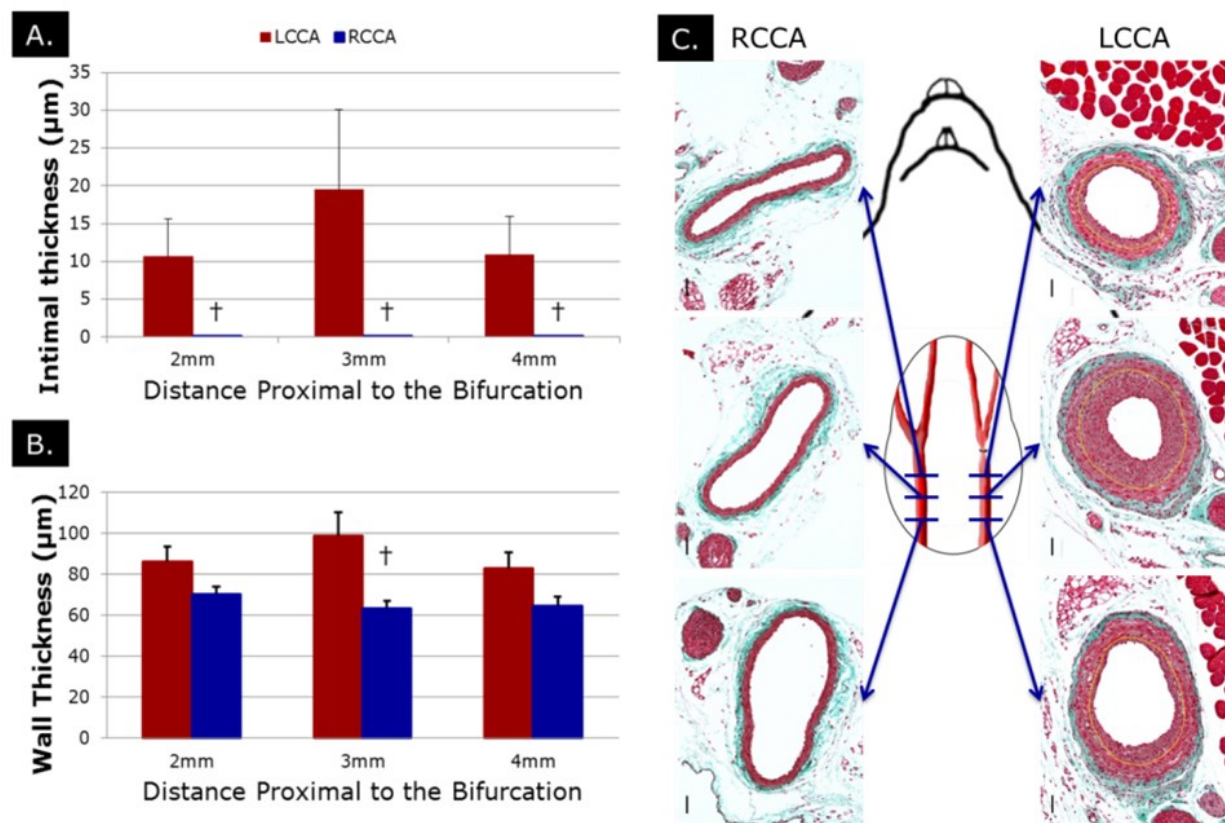 A.
LCCA RCCA
Intimal thickness (µm)
35
30
25
20
15
10
5
0
† † †
2mm 3mm 4mm
Distance Proximal to the Bifurcation
B.
Wall Thickness (µm)
120
100
80
60
40
20
0
†
2mm 3mm 4mm
Distance Proximal to the Bifurcation
C.
RCCA LCCA